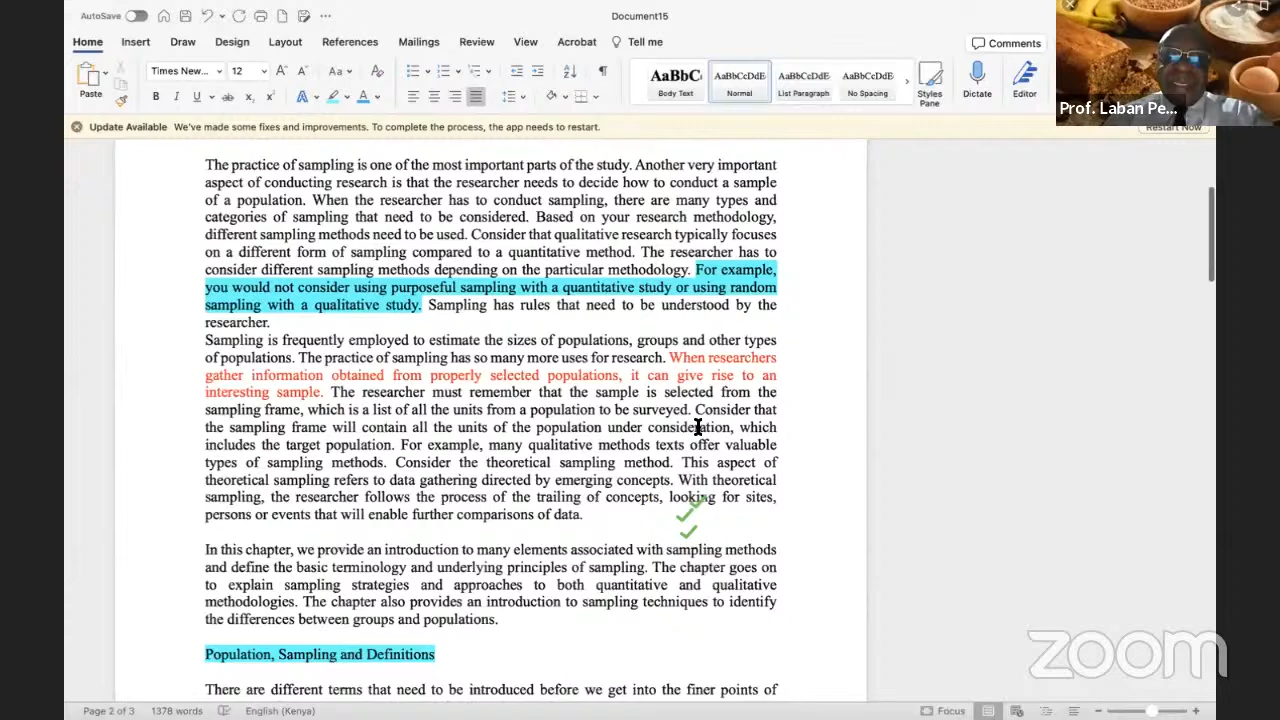 AutoSave
Document15
Home Insert Draw Design Layout References Mailings Review View Acrobat Tell me
Comments
Paste
Times New... 12
Aa
B I U ab x₂ x²
AaBbC AaBbCcDdE AaBbCcDdE AaBbCcDdE
Body Text Normal List Paragraph No Spacing
Styles Pane
Dictate
Editor
Prof. Laban Pe...
Update Available We've made some fixes and improvements. To complete the process, the app needs to restart.
Restart Now
The practice of sampling is one of the most important parts of the study. Another very important
aspect of conducting research is that the researcher needs to decide how to conduct a sample
of a population. When the researcher has to conduct sampling, there are many types and
categories of sampling that need to be considered. Based on your research methodology,
different sampling methods need to be used. Consider that qualitative research typically focuses
on a different form of sampling compared to a quantitative method. The researcher has to
consider different sampling methods depending on the particular methodology. For example,
you would not consider using purposeful sampling with a quantitative study or using random
sampling with a qualitative study. Sampling has rules that need to be understood by the
researcher.
Sampling is frequently employed to estimate the sizes of populations, groups and other types
of populations. The practice of sampling has so many more uses for research. When researchers
gather information obtained from properly selected populations, it can give rise to an
interesting sample. The researcher must remember that the sample is selected from the
sampling frame, which is a list of all the units from a population to be surveyed. Consider that
the sampling frame will contain all the units of the population under consideration, which
includes the target population. For example, many qualitative methods texts offer valuable
types of sampling methods. Consider the theoretical sampling method. This aspect of
theoretical sampling refers to data gathering directed by emerging concepts. With theoretical
sampling, the researcher follows the process of the trailing of concepts, looking for sites,
persons or events that will enable further comparisons of data.
In this chapter, we provide an introduction to many elements associated with sampling methods
and define the basic terminology and underlying principles of sampling. The chapter goes on
to explain sampling strategies and approaches to both quantitative and qualitative
methodologies. The chapter also provides an introduction to sampling techniques to identify
the differences between groups and populations.
Population, Sampling and Definitions
There are different terms that need to be introduced before we get into the finer points of
zoom
Page 2 of 3 1378 words English (Kenya) Focus